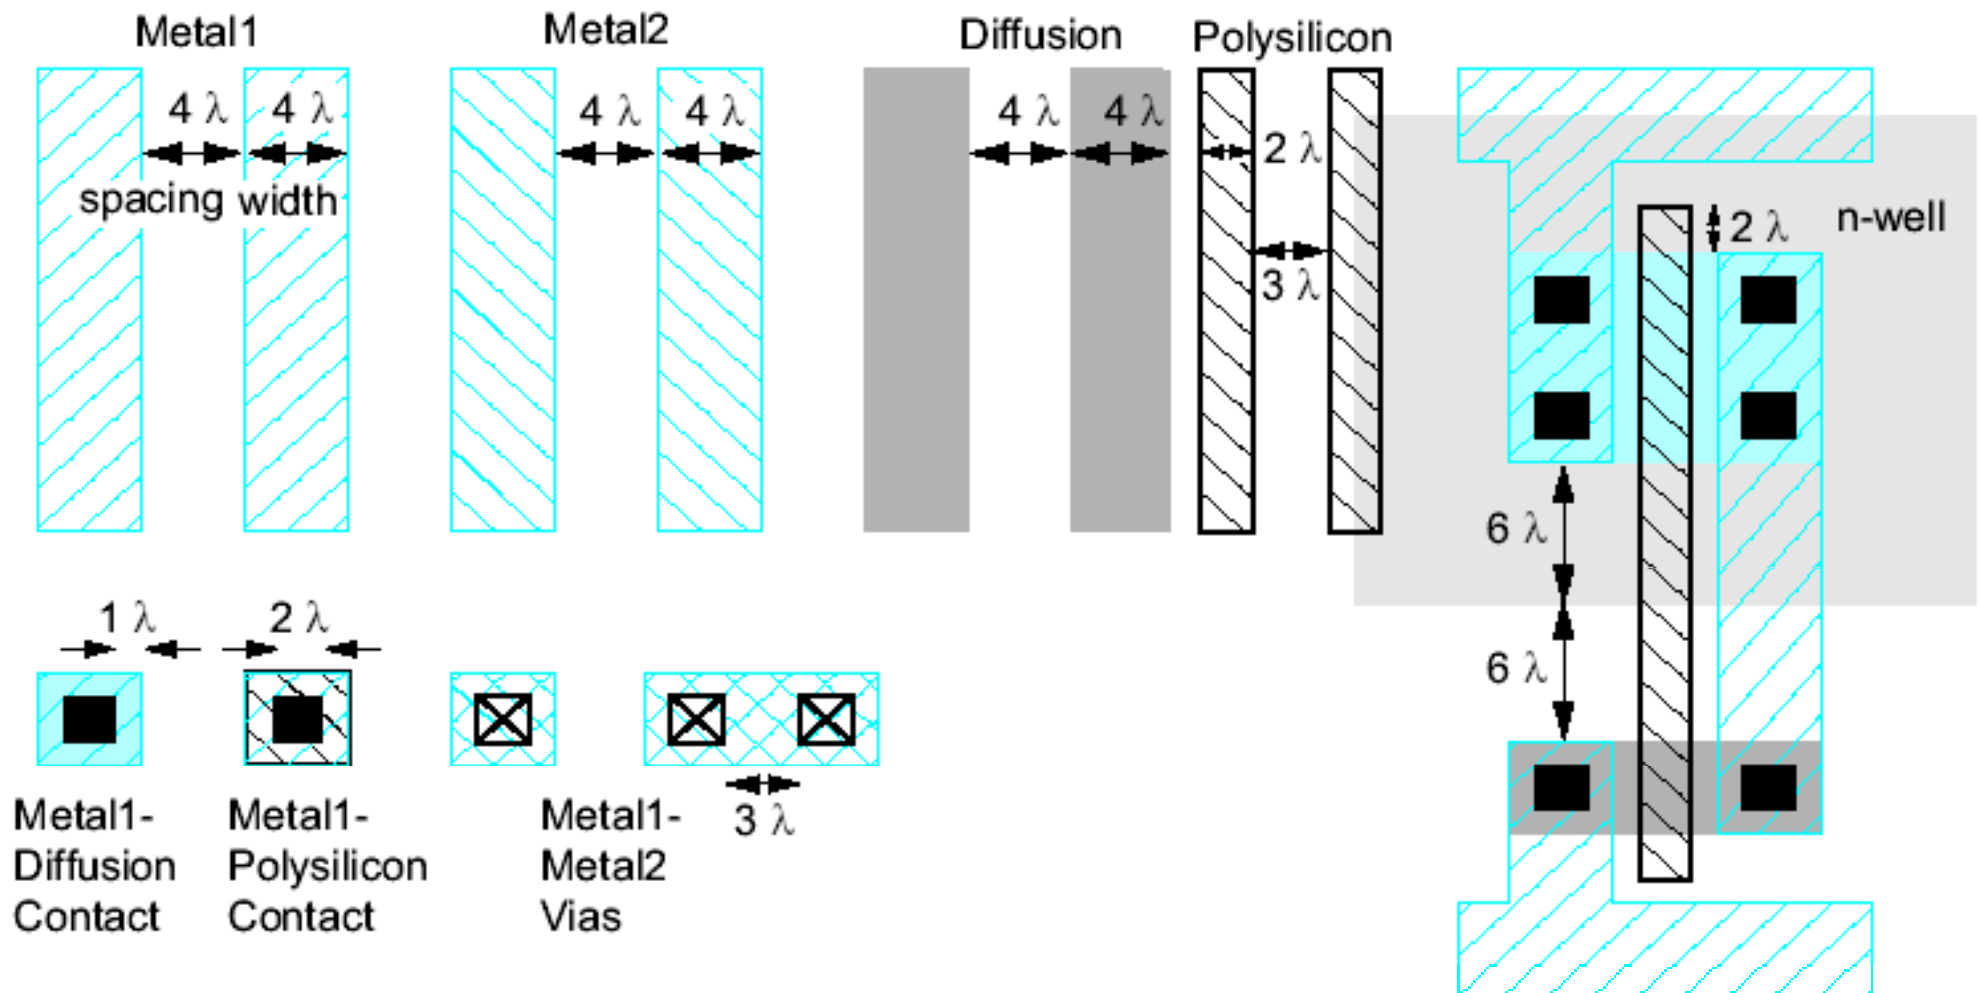 Metal1
Metal2
Diffusion
Polysilicon
4 λ
4 λ
4 λ
4 λ
4 λ
4 λ
2 λ
spacing
width
3 λ
2 λ
n-well
6 λ
6 λ
1 λ
2 λ
3 λ
Metal1-
Diffusion
Contact
Metal1-
Polysilicon
Contact
Metal1-
Metal2
Vias